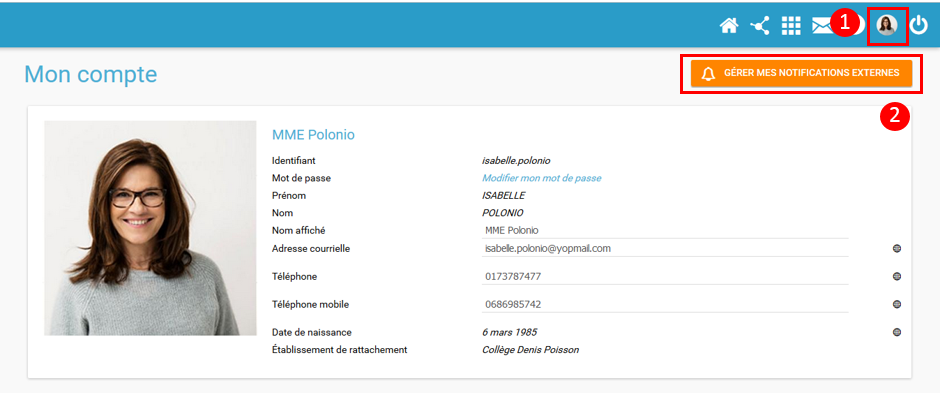 1
Mon compte
GÉRER MES NOTIFICATIONS EXTERNES
2
MME Polonio
Identifiant isabelle.polonio
Mot de passe Modifier mon mot de passe
Prénom ISABELLE
Nom POLONIO
Nom affiché MME Polonio
Adresse courrielle isabelle.polonio@yopmail.com
Téléphone 0173787477
Téléphone mobile 0686985742
Date de naissance 6 mars 1985
Établissement de rattachement Collège Denis Poisson